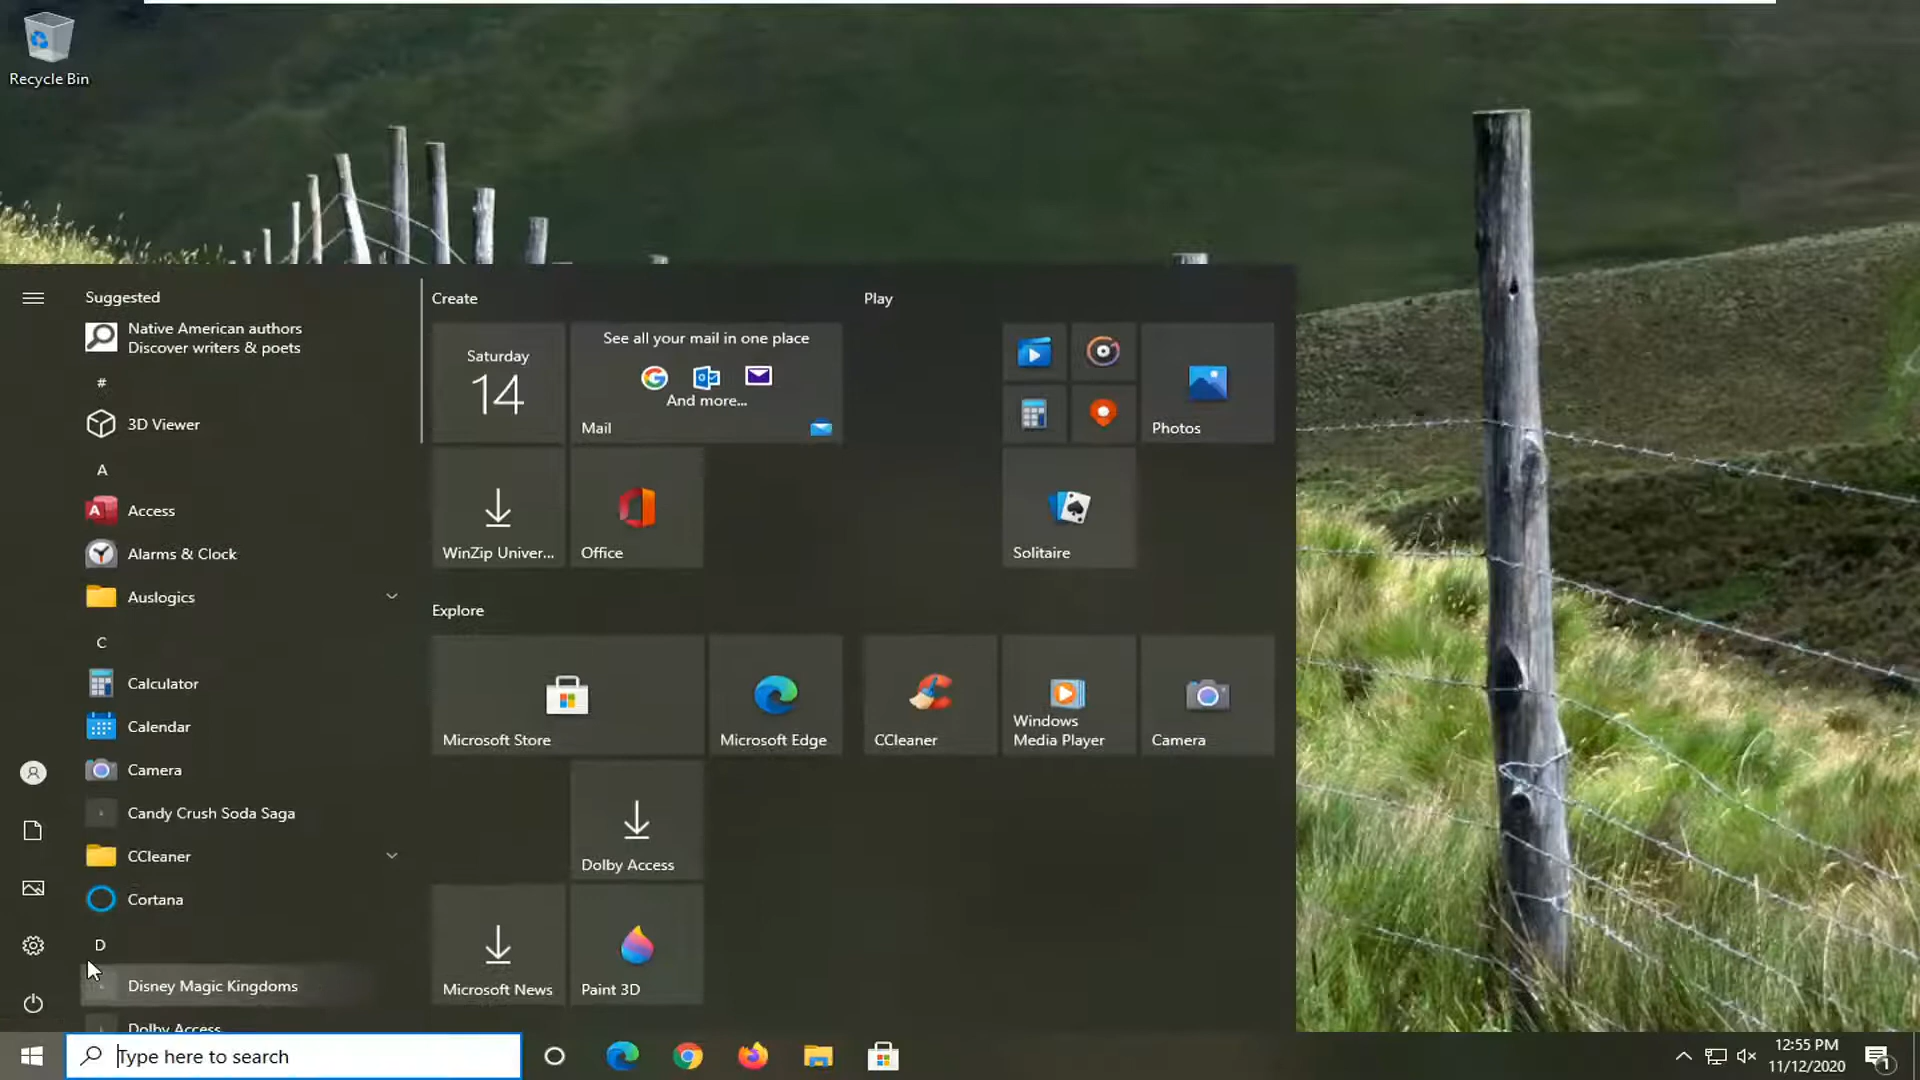 Recycle Bin
Suggested
Native American authors
Discover writers & poets
#
3D Viewer
A
Access
Alarms & Clock
Auslogics
C
Calculator
Calendar
Camera
Candy Crush Soda Saga
CCleaner
Cortana
D
Disney Magic Kingdoms
Dolby Access
Create
Saturday
14
See all your mail in one place
And more...
Mail
WinZip Univer...
Office
Explore
Microsoft Store
Microsoft Edge
Dolby Access
Microsoft News
Paint 3D
Play
Photos
Solitaire
CCleaner
Windows
Media Player
Camera
Type here to search
12:55 PM
11/12/2020
1